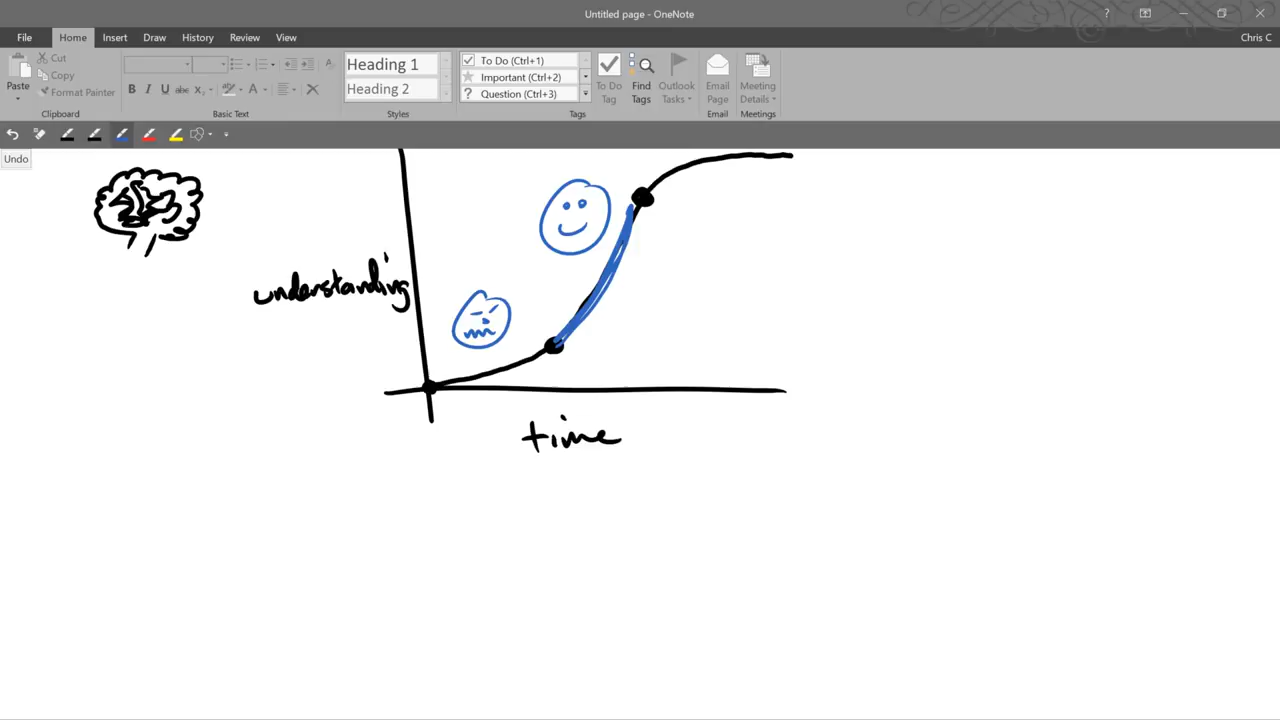 Untitled page - OneNote
?
File Home Insert Draw History Review View
Chris C
Paste
Cut
Copy
Format Painter
Clipboard
B I U abc x₂ A
Basic Text
Heading 1
Heading 2
Styles
To Do (Ctrl+1)
Important (Ctrl+2)
? Question (Ctrl+3)
To Do Tag
Find Tags
Outlook Tasks
Tags
Email Page
Email
Meeting Details
Meetings
Undo
understanding
time